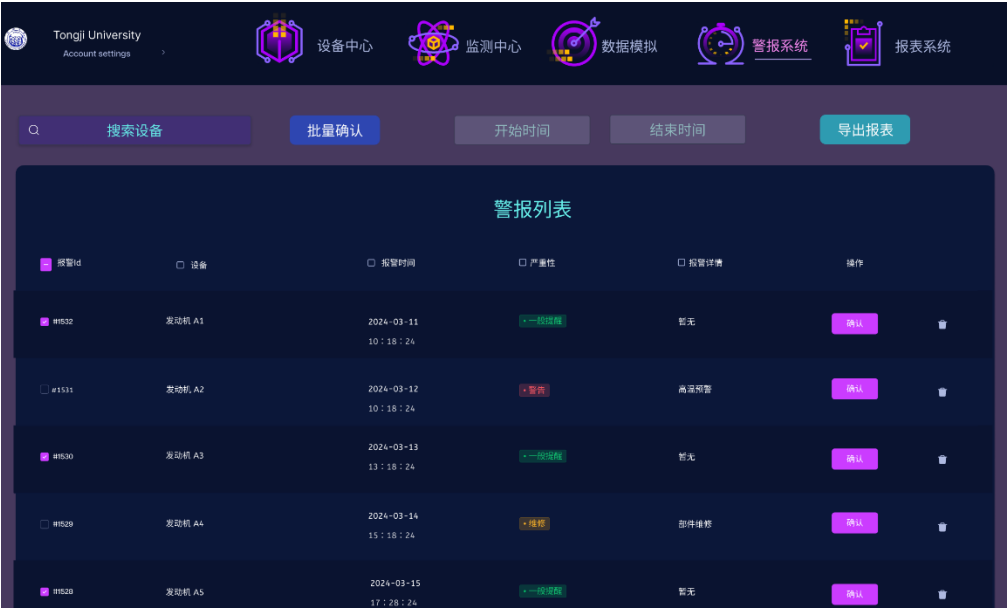 Tongji University
Account settings
设备中心
监测中心
数据模拟
警报系统
报表系统
搜索设备
批量确认
开始时间
结束时间
导出报表
警报列表
报警Id 设备 报警时间 严重性 报警详情 操作
#1532 发动机 A1 2024-03-11 一般提醒 暂无 确认
10:18:24
#1531 发动机 A2 2024-03-12 警告 高温预警 确认
10:18:24
#1530 发动机 A3 2024-03-13 一般提醒 暂无 确认
13:18:24
#1529 发动机 A4 2024-03-14 维修 部件维修 确认
15:18:24
#1528 发动机 A5 2024-03-15 一般提醒 暂无 确认
17:28:24